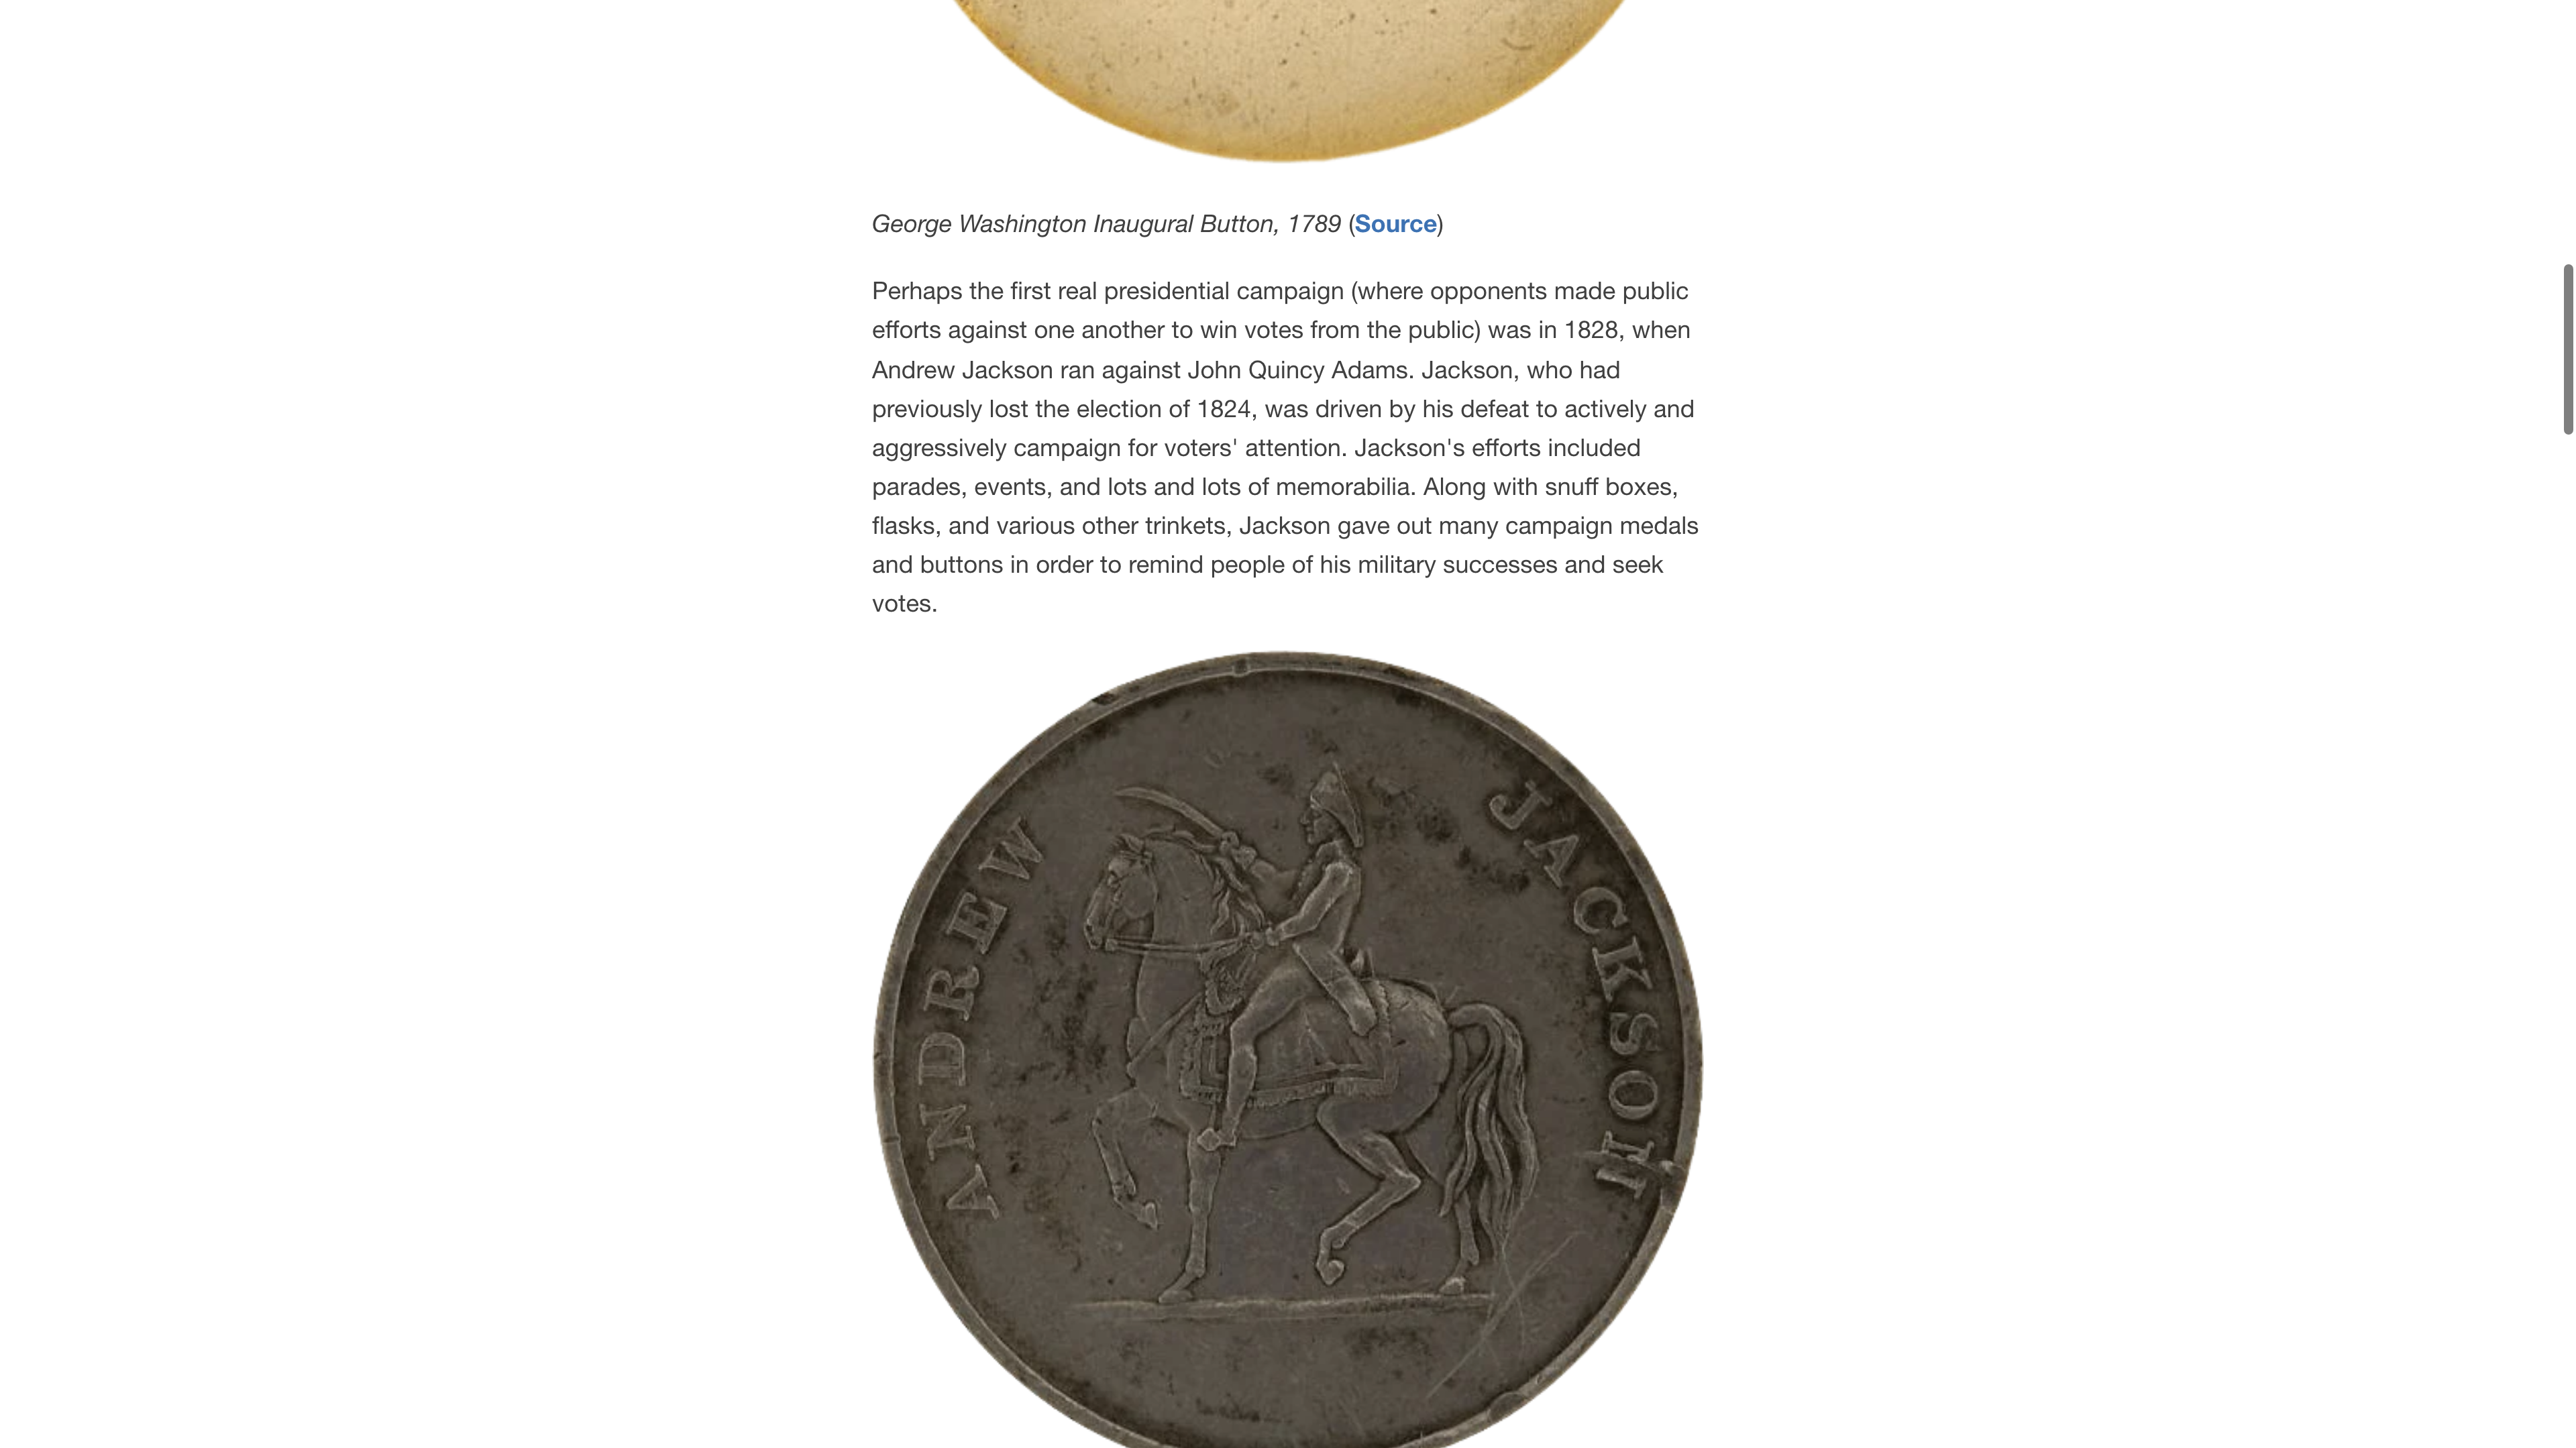 George Washington Inaugural Button, 1789 (Source)
Perhaps the first real presidential campaign (where opponents made public
efforts against one another to win votes from the public) was in 1828, when
Andrew Jackson ran against John Quincy Adams. Jackson, who had
previously lost the election of 1824, was driven by his defeat to actively and
aggressively campaign for voters' attention. Jackson's efforts included
parades, events, and lots and lots of memorabilia. Along with snuff boxes,
flasks, and various other trinkets, Jackson gave out many campaign medals
and buttons in order to remind people of his military successes and seek
votes.
ANDREW JACKSON